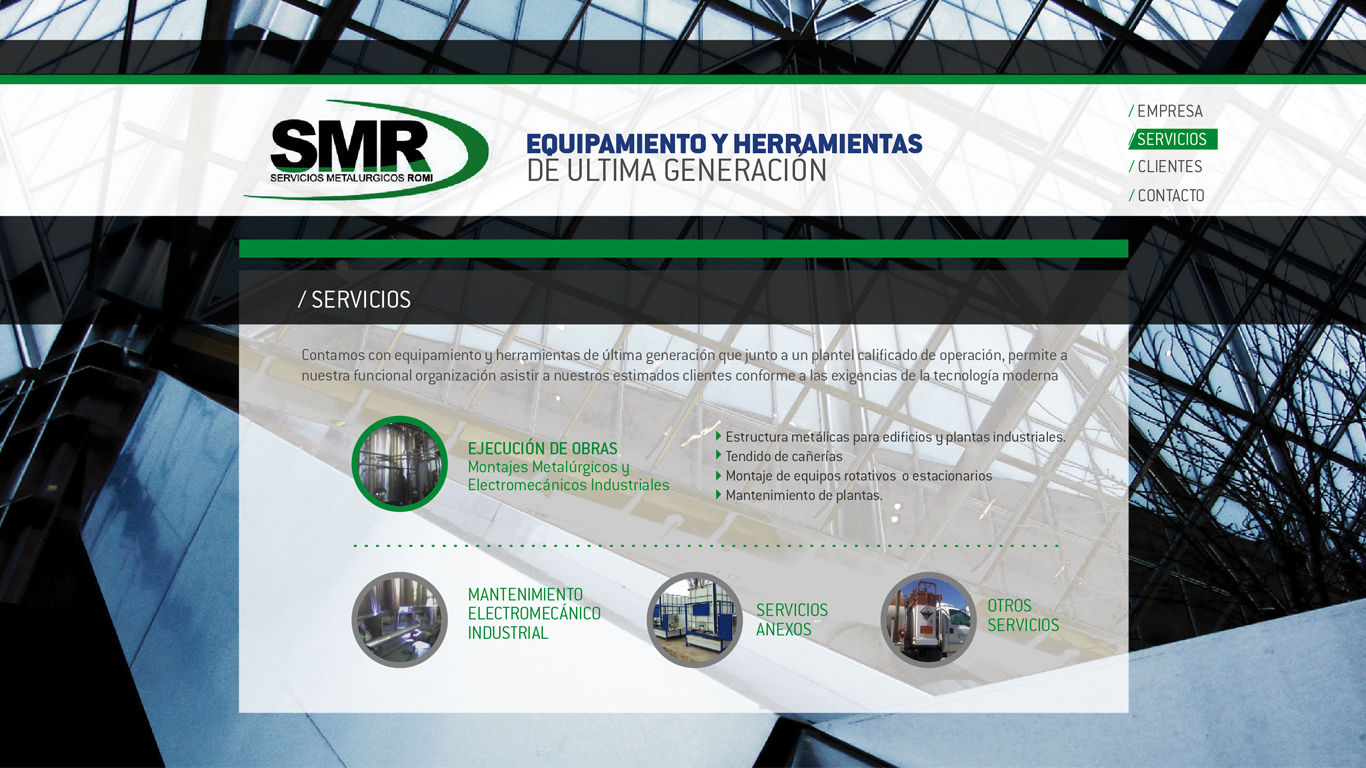 SMR
SERVICIOS METALURGICOS ROMI
EQUIPAMIENTO Y HERRAMIENTAS
DE ULTIMA GENERACIÓN
/ EMPRESA
/ SERVICIOS
/ CLIENTES
/ CONTACTO
/ SERVICIOS
Contamos con equipamiento y herramientas de última generación que junto a un plantel calificado de operación, permite a
nuestra funcional organización asistir a nuestros estimados clientes conforme a las exigencias de la tecnología moderna
EJECUCIÓN DE OBRAS
Montajes Metalúrgicos y
Electromecánicos Industriales
Estructura metálicas para edificios y plantas industriales.
Tendido de cañerías
Montaje de equipos rotativos o estacionarios
Mantenimiento de plantas.
MANTENIMIENTO
ELECTROMECÁNICO
INDUSTRIAL
SERVICIOS
ANEXOS
OTROS
SERVICIOS